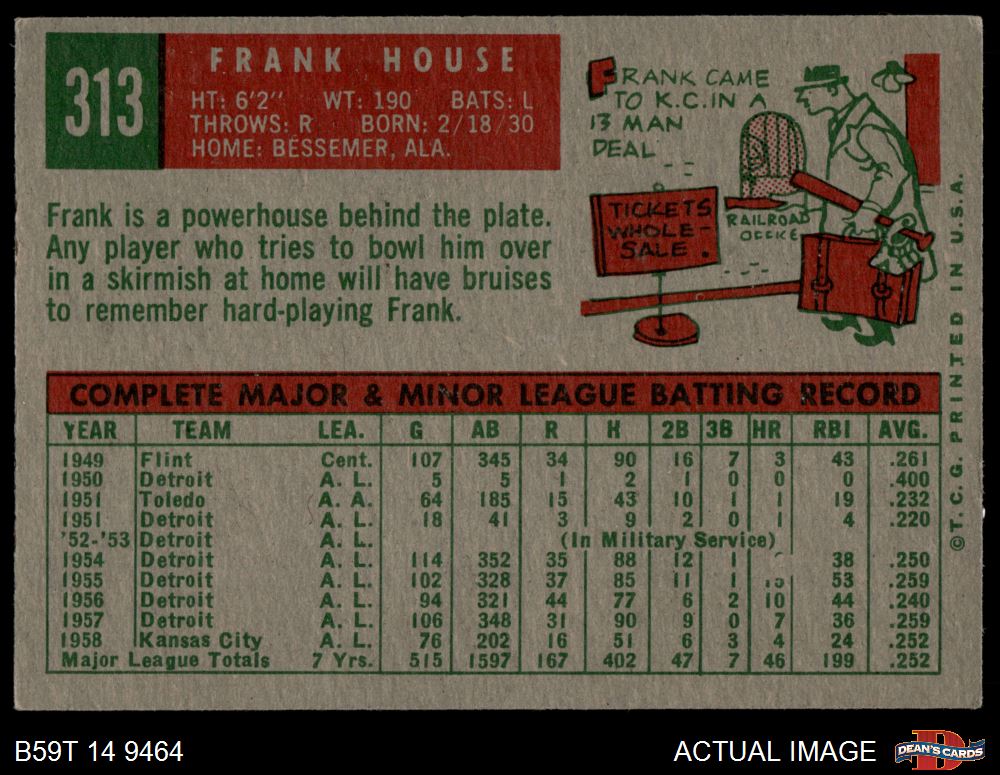 313
FRANK HOUSE
HT: 6'2" WT: 190 BATS: L
THROWS: R BORN: 2/18/30
HOME: BESSEMER, ALA.
FRANK CAME
TO K.C. IN A
13 MAN
DEAL
TICKETS
WHOLE-
SALE.
RAILROAD
OFFICE
Frank is a powerhouse behind the plate.
Any player who tries to bowl him over
in a skirmish at home will have bruises
to remember hard-playing Frank.
COMPLETE MAJOR & MINOR LEAGUE BATTING RECORD
YEAR TEAM LEA. G AB R H 2B 3B HR RBI AVG.
1949 Flint Cent. 107 345 34 90 16 7 3 43 .261
1950 Detroit A. L. 5 5 1 2 1 0 0 0 .400
1951 Toledo A. A. 64 185 15 43 10 1 1 19 .232
1951 Detroit A. L. 18 41 3 9 2 0 1 4 .220
'52-'53 Detroit A. L. (In Military Service)
1954 Detroit A. L. 114 352 35 88 12 1 38 .250
1955 Detroit A. L. 102 328 37 85 11 1 53 .259
1956 Detroit A. L. 94 321 44 77 6 2 10 44 .240
1957 Detroit A. L. 106 348 31 90 9 0 7 36 .259
1958 Kansas City A. L. 76 202 16 51 6 3 4 24 .252
Major League Totals 7 Yrs. 515 1597 167 402 47 7 46 199 .252
© T. C. G. PRINTED IN U.S.A.
B59T 14 9464
ACTUAL IMAGE
DEAN'S CARDS